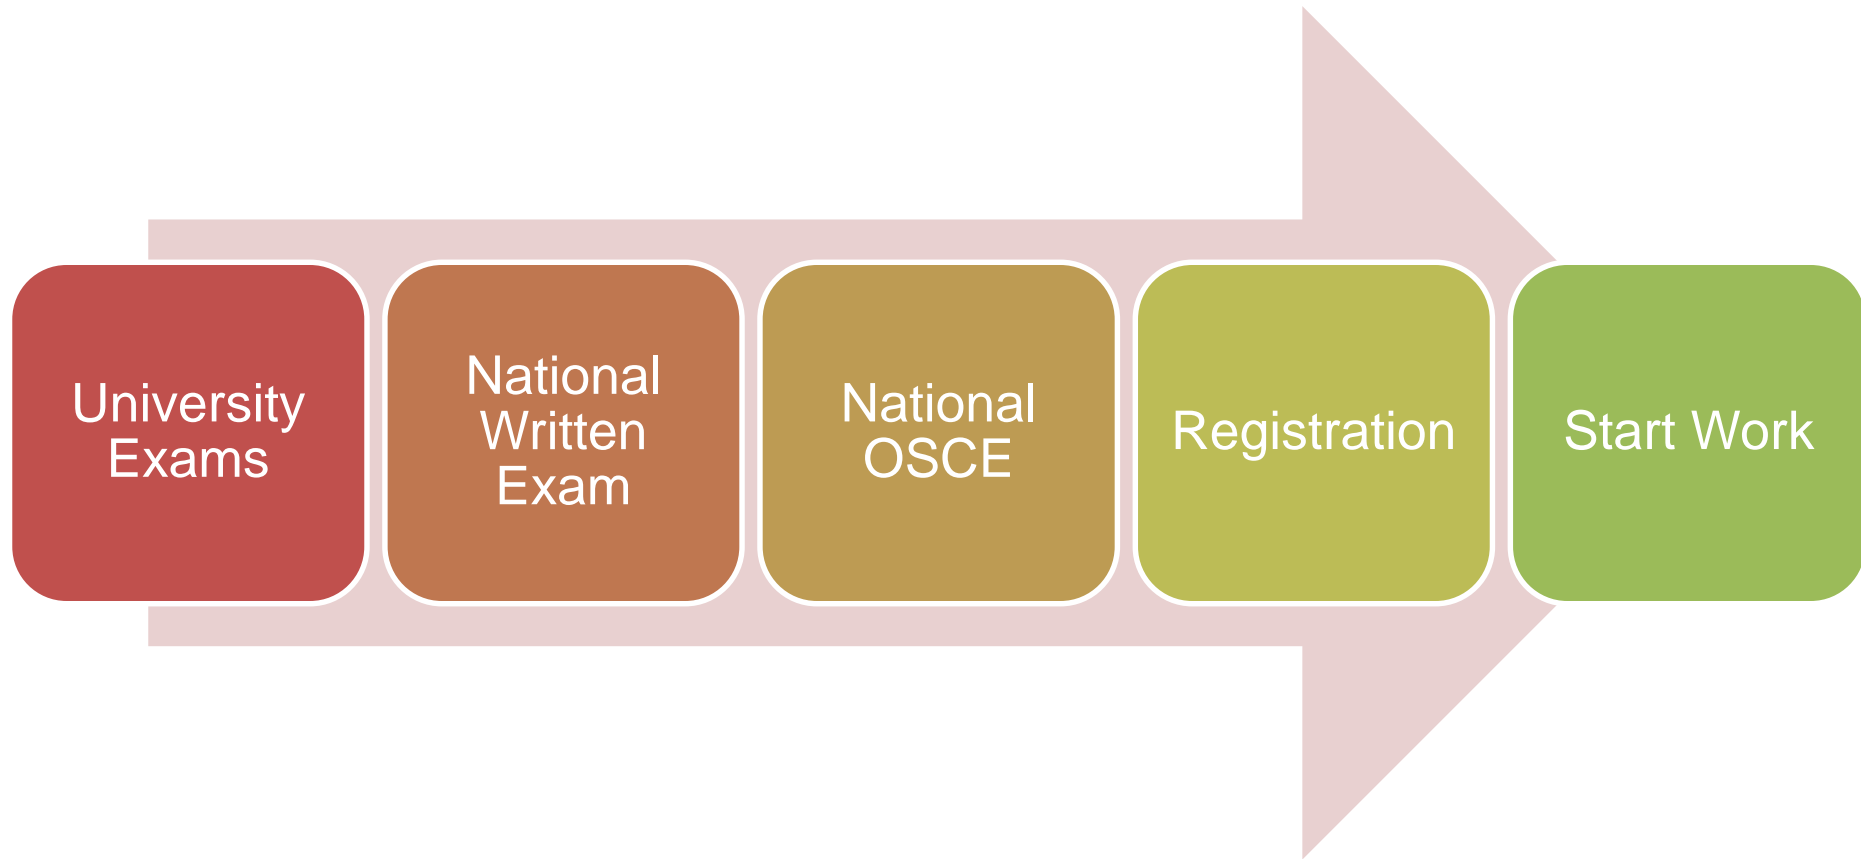 University
Exams
National
Written
Exam
National
OSCE
Registration
Start Work